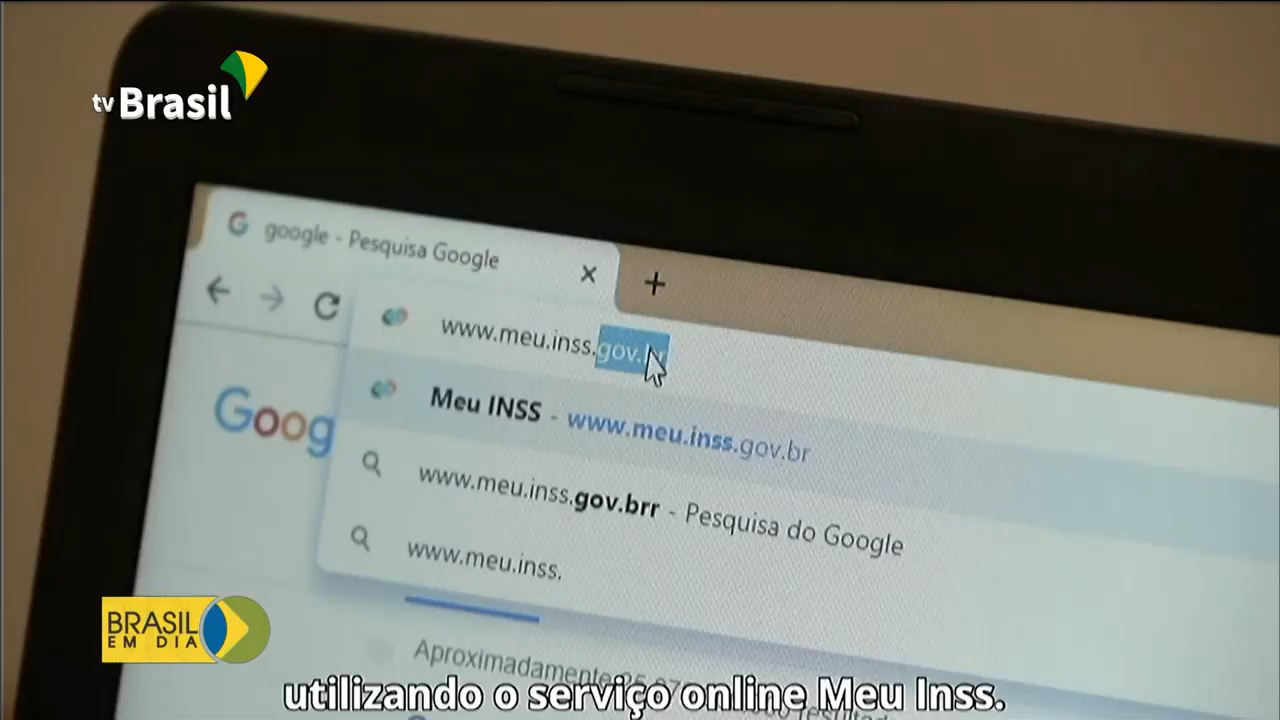 tv Brasil
google - Pesquisa Google
www.meu.inss.gov.br
Meu INSS - www.meu.inss.gov.br
Goog
www.meu.inss.gov.brr - Pesquisa do Google
www.meu.inss.
BRASIL
EM DIA
Aproximadamente
utilizando o serviço online Meu Inss.